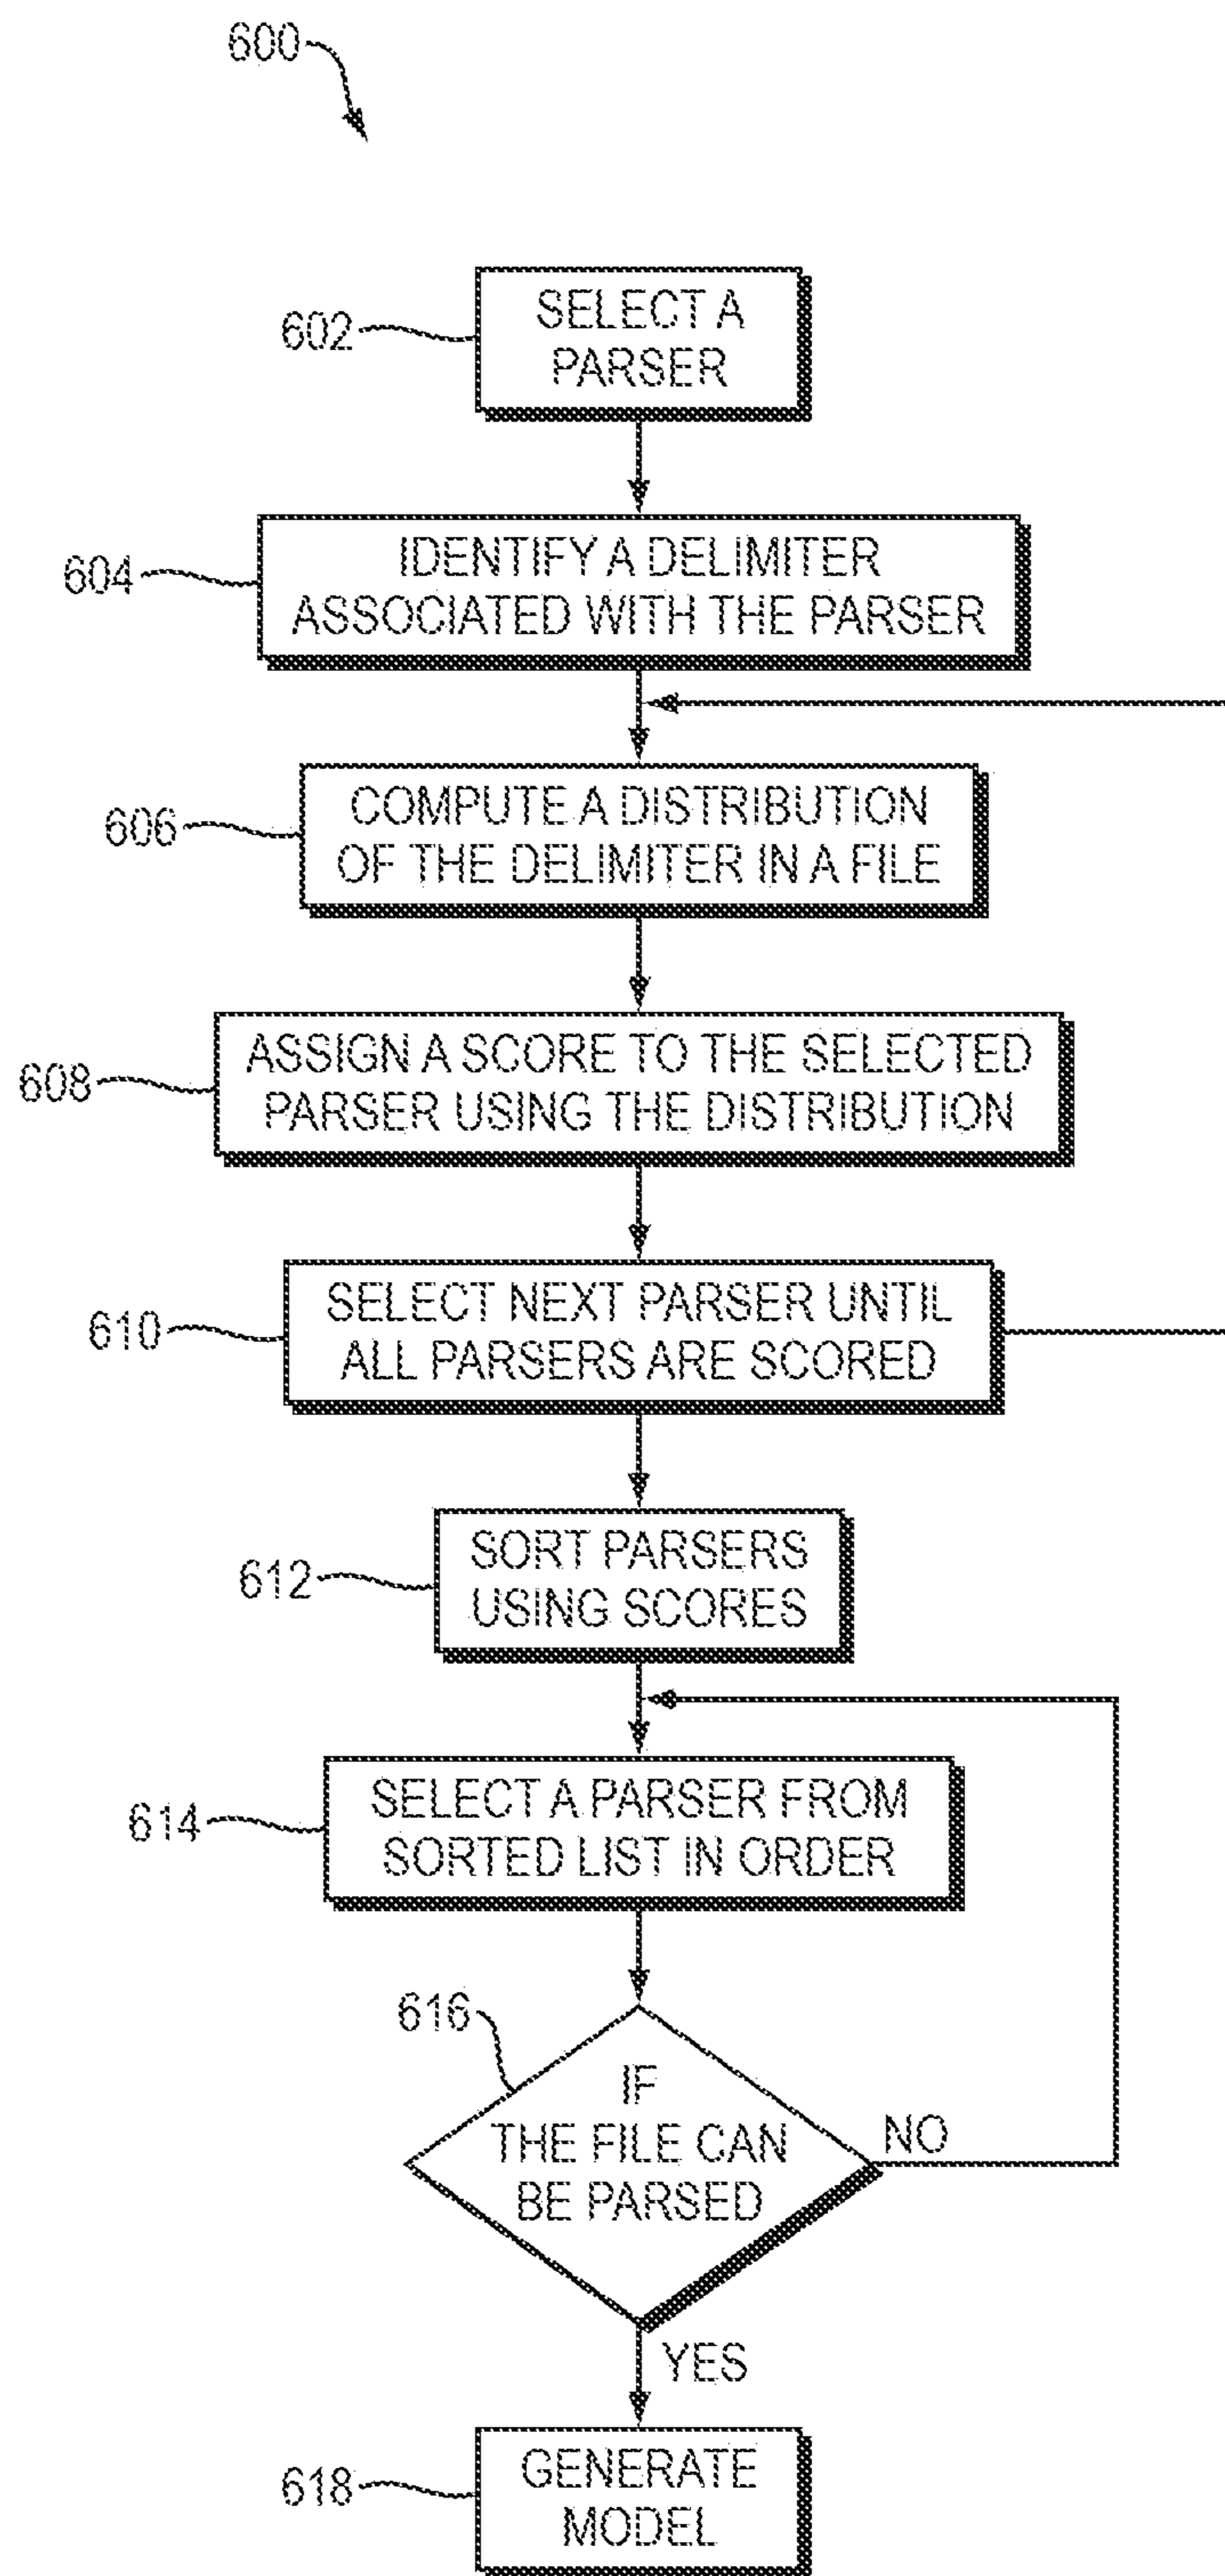 600
602
SELECT A
PARSER
604
IDENTIFY A DELIMITER
ASSOCIATED WITH THE PARSER
606
COMPUTE A DISTRIBUTION
OF THE DELIMITER IN A FILE
608
ASSIGN A SCORE TO THE SELECTED
PARSER USING THE DISTRIBUTION
610
SELECT NEXT PARSER UNTIL
ALL PARSERS ARE SCORED
612
SORT PARSERS
USING SCORES
614
SELECT A PARSER FROM
SORTED LIST IN ORDER
616
IF
THE FILE CAN
BE PARSED
NO
YES
618
GENERATE
MODEL